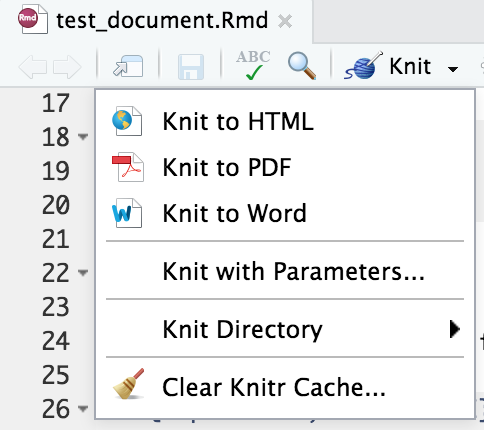 Rmd test_document.Rmd ×
ABC
Knit
17
18
Knit to HTML
19
Knit to PDF
20
Knit to Word
21
22
Knit with Parameters...
23
Knit Directory
24
25
Clear Knitr Cache...
26